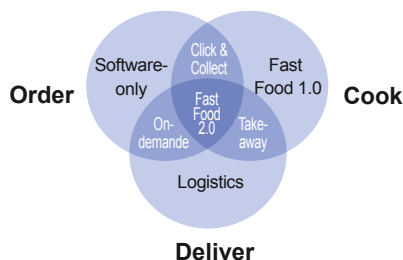 Click &
Collect
Software-
only
Fast
Food 1.0
Order
Cook
Fast
Food
2.0
On-
demande
Take-
away
Logistics
Deliver